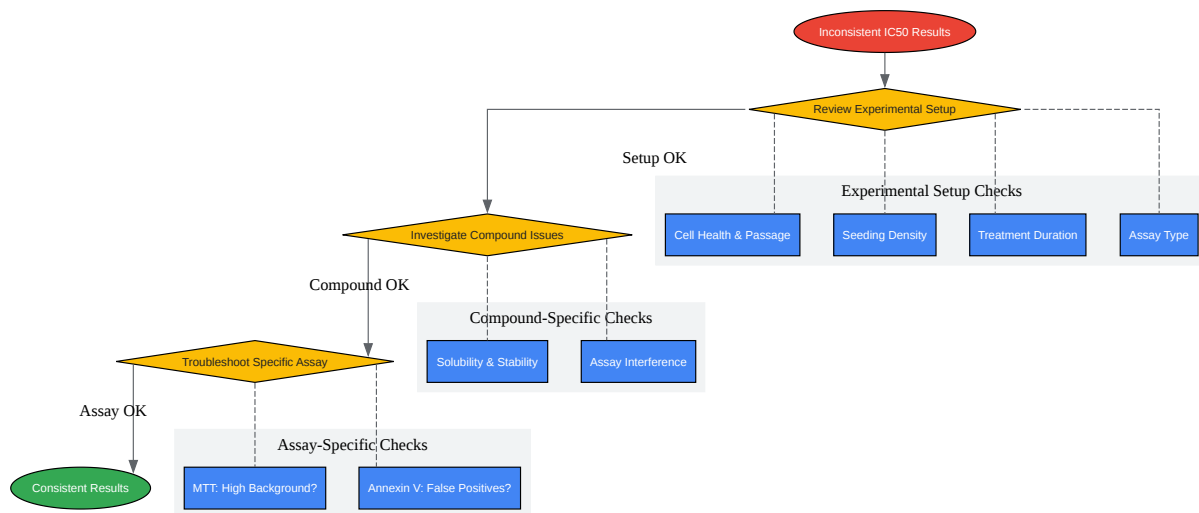 Inconsistent IC50 Results
Review Experimental Setup
Setup OK
Experimental Setup Checks
Cell Health & Passage
Seeding Density
Treatment Duration
Assay Type
Investigate Compound Issues
Compound OK
Compound-Specific Checks
Solubility & Stability
Assay Interference
Troubleshoot Specific Assay
Assay OK
Assay-Specific Checks
MTT: High Background?
Annexin V: False Positives?
Consistent Results